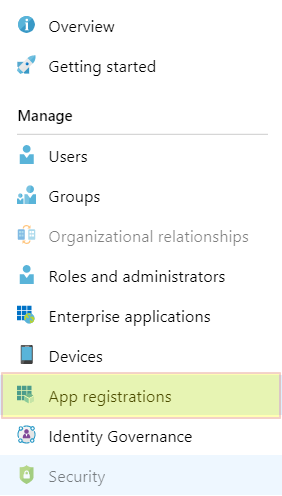 Overview
Getting started
Manage
Users
Groups
Organizational relationships
Roles and administrators
Enterprise applications
Devices
App registrations
Identity Governance
Security